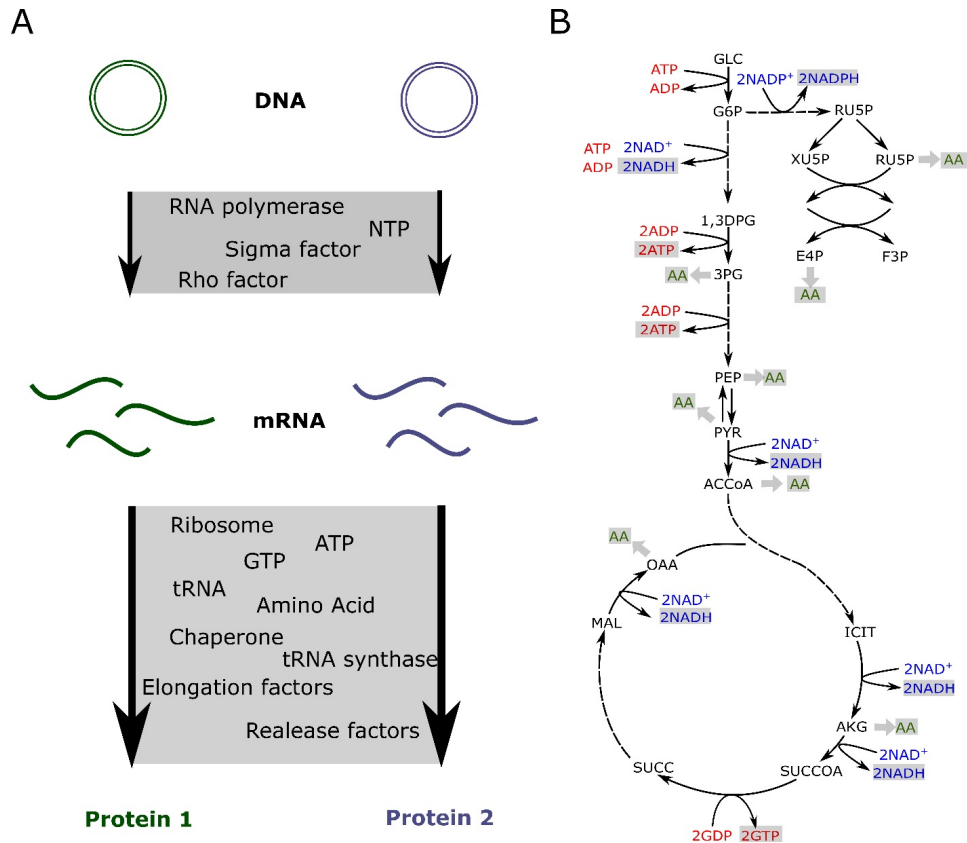 A
DNA
RNA polymerase
NTP
Sigma factor
Rho factor
mRNA
Ribosome
ATP
GTP
tRNA
Amino Acid
Chaperone
tRNA synthase
Elongation factors
Realease factors
Protein 1
Protein 2
B
GLC
ATP
ADP
2NADP⁺ 2NADPH
G6P
RU5P
ATP 2NAD⁺
ADP 2NADH
XU5P
RU5P
AA
1,3DPG
2ADP
2ATP
E4P
F3P
AA
3PG
AA
2ADP
2ATP
PEP
AA
AA
PYR
2NAD⁺
2NADH
ACCoA
AA
AA
OAA
2NAD⁺
2NADH
MAL
ICIT
2NAD⁺
2NADH
AKG
AA
2NAD⁺
2NADH
SUCC
SUCCOA
2GDP 2GTP